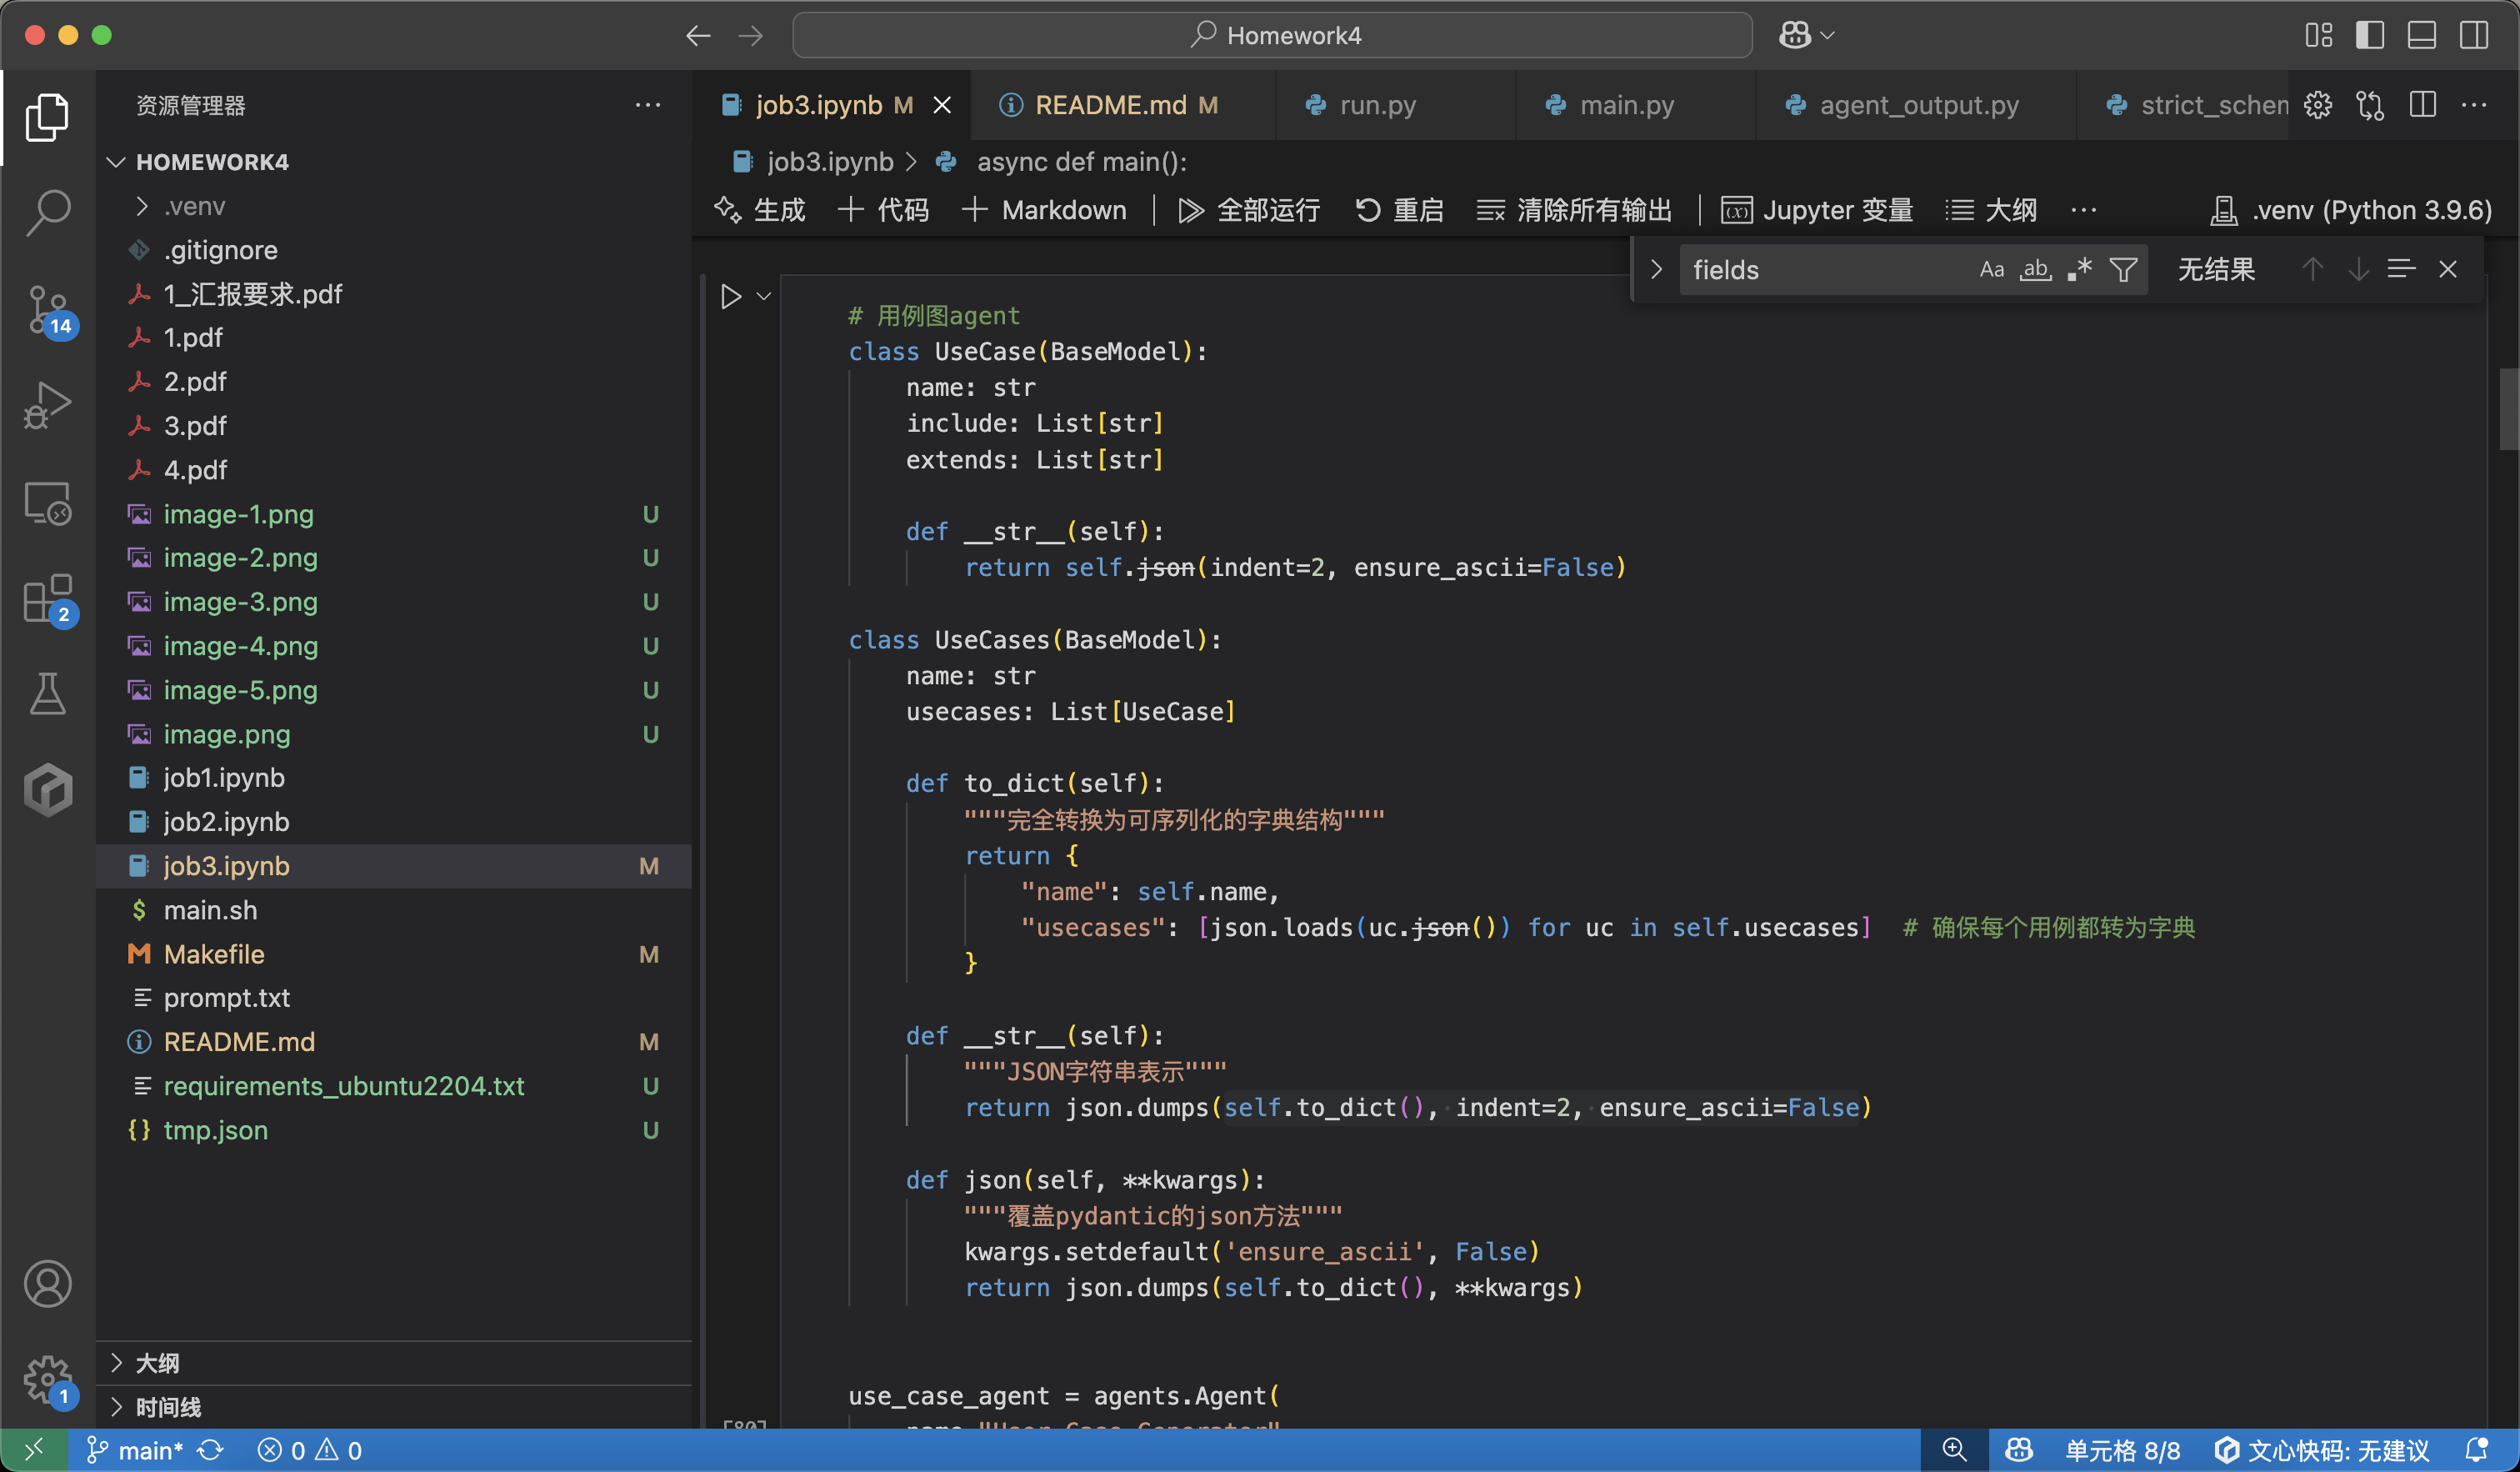 Homework4
资源管理器
HOMEWORK4
.venv
.gitignore
1_汇报要求.pdf
1.pdf
2.pdf
3.pdf
4.pdf
image-1.png U
image-2.png U
image-3.png U
image-4.png U
image-5.png U
image.png U
job1.ipynb
job2.ipynb
job3.ipynb M
main.sh
Makefile M
prompt.txt
README.md M
requirements_ubuntu2204.txt U
tmp.json U
大纲
时间线
14
2
1
job3.ipynb M README.md M run.py main.py agent_output.py strict_schem
job3.ipynb > async def main():
生成 代码 Markdown 全部运行 重启 清除所有输出 Jupyter 变量 大纲 .venv (Python 3.9.6)
fields Aa ab .* 无结果
# 用例图agent
class UseCase(BaseModel):
name: str
include: List[str]
extends: List[str]
def __str__(self):
return self.json(indent=2, ensure_ascii=False)
class UseCases(BaseModel):
name: str
usecases: List[UseCase]
def to_dict(self):
"""完全转换为可序列化的字典结构"""
return {
"name": self.name,
"usecases": [json.loads(uc.json()) for uc in self.usecases] # 确保每个用例都转为字典
}
def __str__(self):
"""JSON字符串表示"""
return json.dumps(self.to_dict(), indent=2, ensure_ascii=False)
def json(self, **kwargs):
"""覆盖pydantic的json方法"""
kwargs.setdefault('ensure_ascii', False)
return json.dumps(self.to_dict(), **kwargs)
use_case_agent = agents.Agent(
[80]
main* 0 0 单元格 8/8 文心快码: 无建议